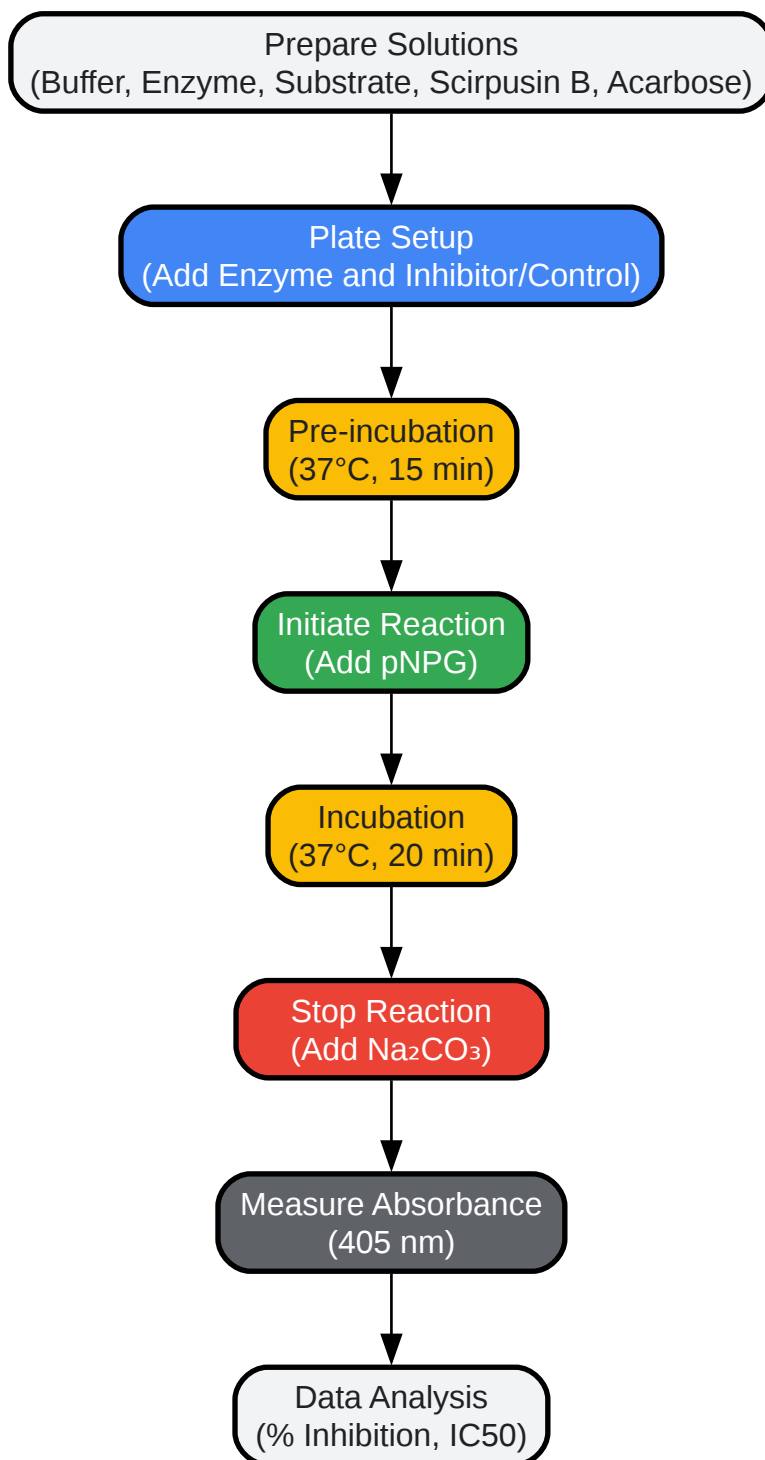 Prepare Solutions
(Buffer, Enzyme, Substrate, Scirpusin B, Acarbose)
Plate Setup
(Add Enzyme and Inhibitor/Control)
Pre-incubation
(37°C, 15 min)
Initiate Reaction
(Add pNPG)
Incubation
(37°C, 20 min)
Stop Reaction
(Add Na₂CO₃)
Measure Absorbance
(405 nm)
Data Analysis
(% Inhibition, IC50)